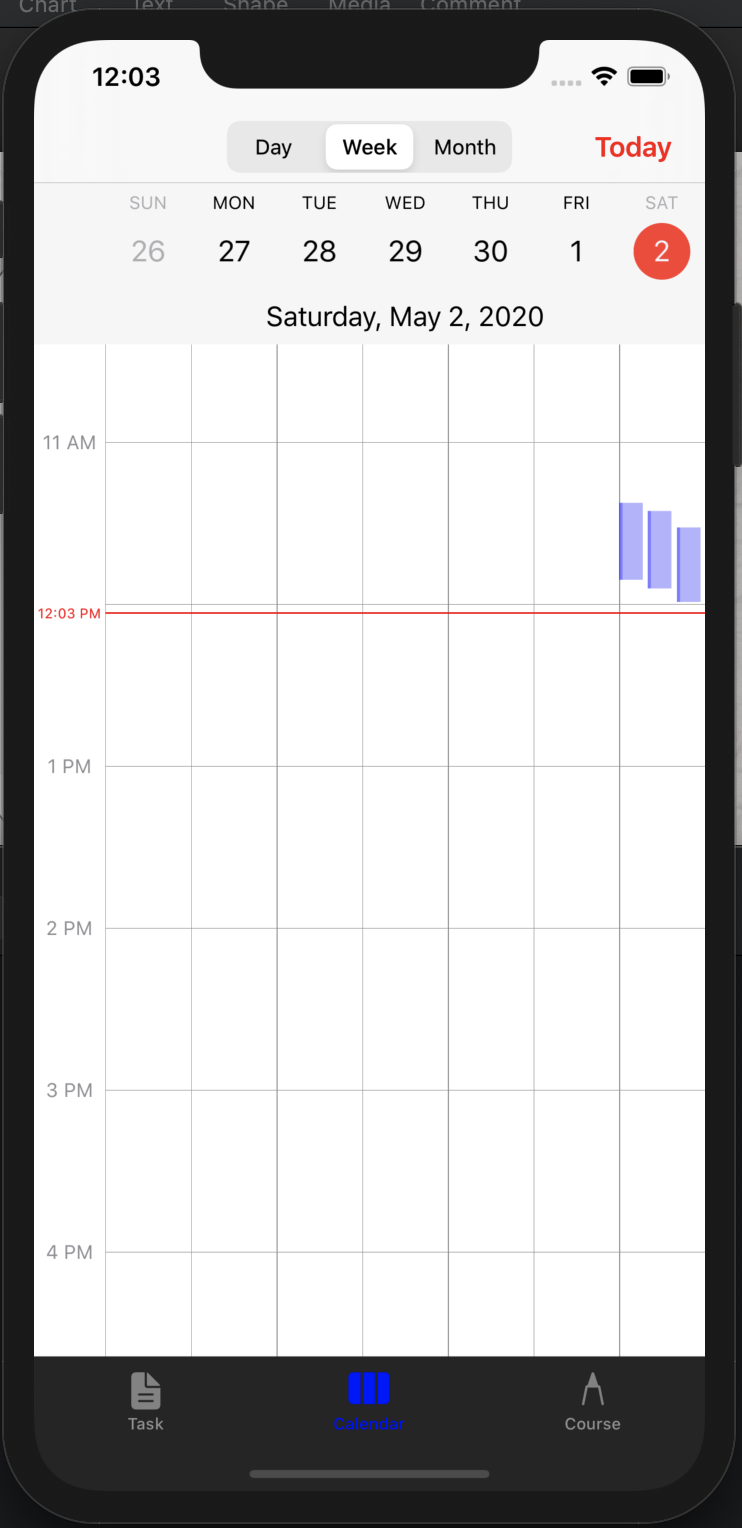 Chart Text Shape Media Comment
12:03
Day Week Month Today
SUN MON TUE WED THU FRI SAT
26 27 28 29 30 1 2
Saturday, May 2, 2020
11 AM
12:03 PM
1 PM
2 PM
3 PM
4 PM
Task Calendar Course